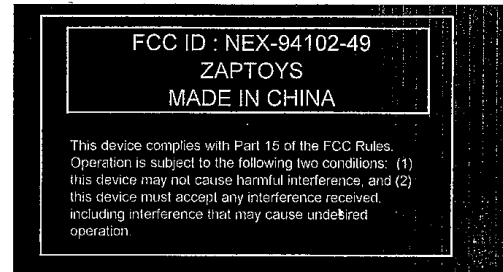 FCC ID : NEX-94102-49
ZAPTOYS
MADE IN CHINA
This device complies with Part 15 of the FCC Rules.
Operation is subject to the following two conditions: (1)
this device may not cause harmful interference, and (2)
this device must accept any interference received,
including interference that may cause undesired
operation.